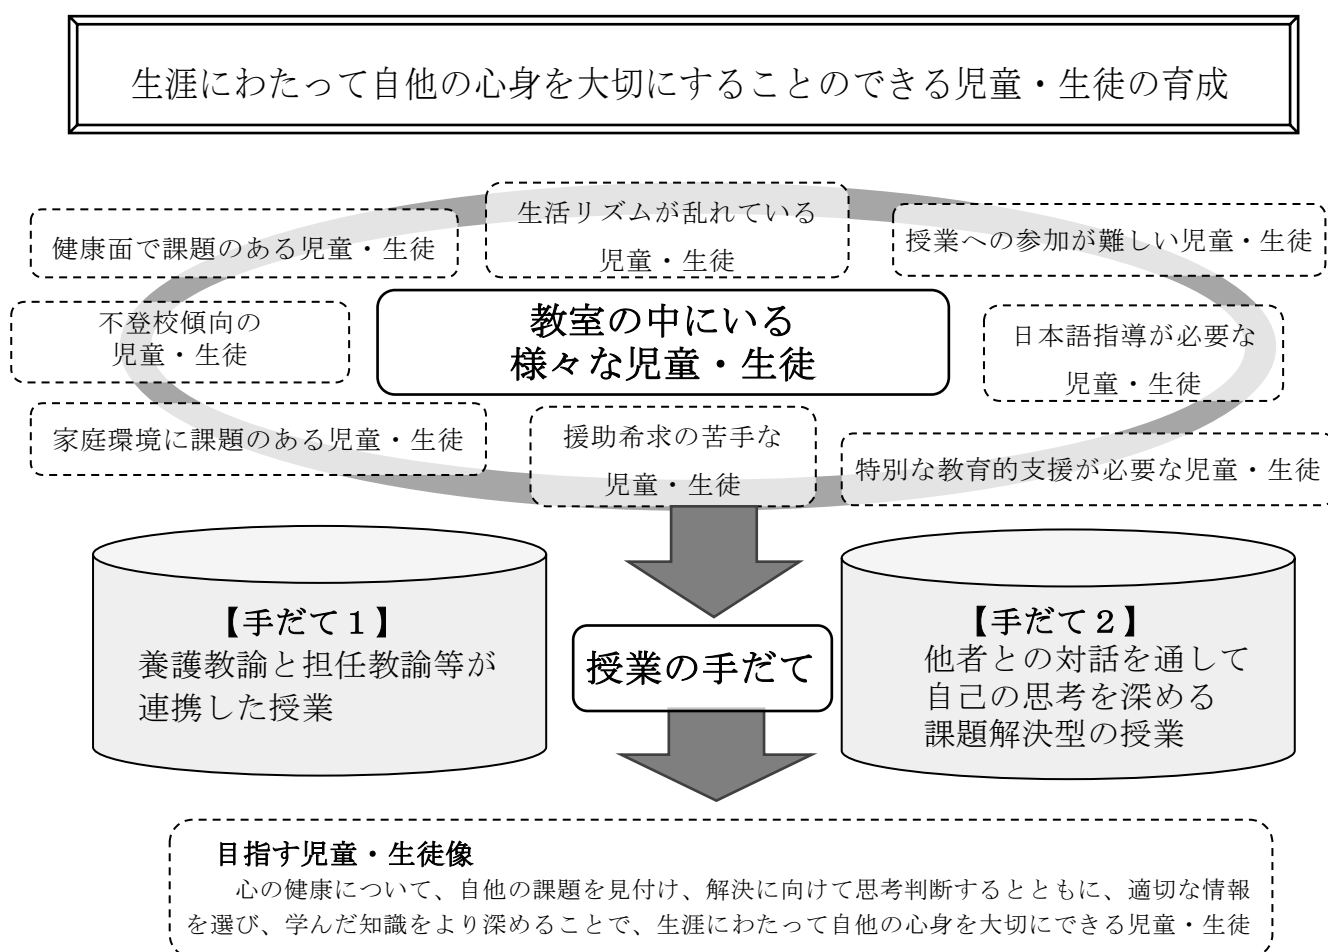 生涯にわたって自他の心身を大切にすることのできる児童・生徒の育成
生活リズムが乱れている
児童・生徒
健康面で課題のある児童・生徒
授業への参加が難しい児童・生徒
不登校傾向の
児童・生徒
教室の中にいる
様々な児童・生徒
日本語指導が必要な
児童・生徒
家庭環境に課題のある児童・生徒
援助希求の苦手な
児童・生徒
特別な教育的支援が必要な児童・生徒
【手だて1】
養護教諭と担任教諭等が
連携した授業
授業の手だて
【手だて2】
他者との対話を通して
自己の思考を深める
課題解決型の授業
目指す児童・生徒像
心の健康について、自他の課題を見付け、解決に向けて思考判断するとともに、適切な情報
を選び、学んだ知識をより深めることで、生涯にわたって自他の心身を大切にできる児童・生徒